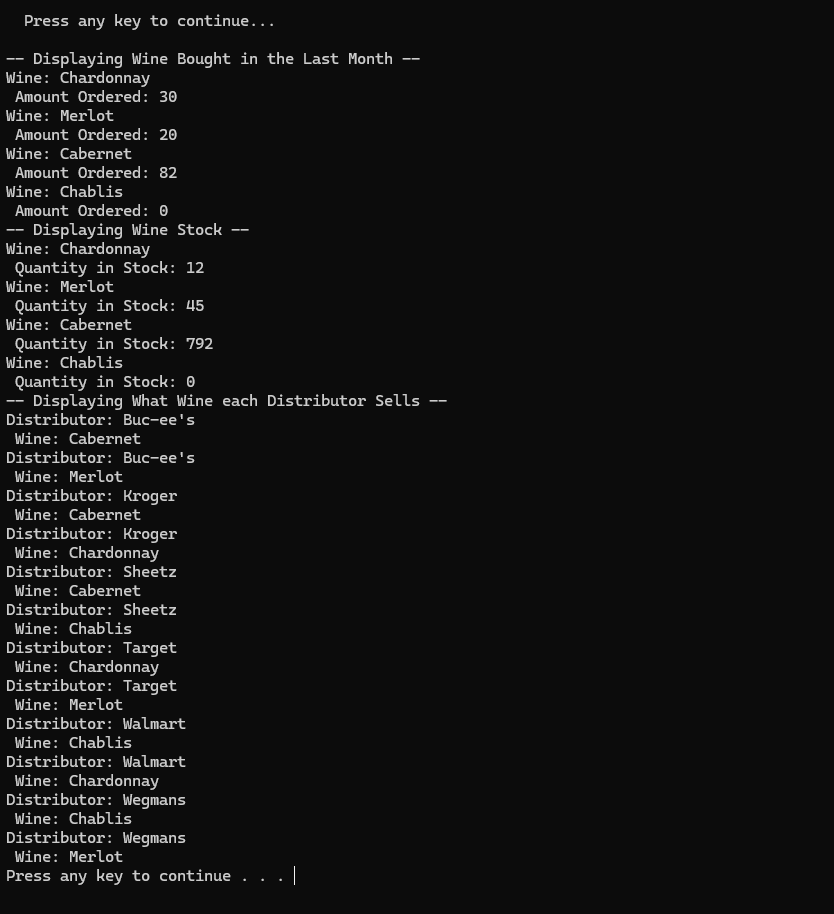 Press any key to continue...
-- Displaying Wine Bought in the Last Month --
Wine: Chardonnay
Amount Ordered: 30
Wine: Merlot
Amount Ordered: 20
Wine: Cabernet
Amount Ordered: 82
Wine: Chablis
Amount Ordered: 0
-- Displaying Wine Stock --
Wine: Chardonnay
Quantity in Stock: 12
Wine: Merlot
Quantity in Stock: 45
Wine: Cabernet
Quantity in Stock: 792
Wine: Chablis
Quantity in Stock: 0
-- Displaying What Wine each Distributor Sells --
Distributor: Buc-ee's
Wine: Cabernet
Distributor: Buc-ee's
Wine: Merlot
Distributor: Kroger
Wine: Cabernet
Distributor: Kroger
Wine: Chardonnay
Distributor: Sheetz
Wine: Cabernet
Distributor: Sheetz
Wine: Chablis
Distributor: Target
Wine: Chardonnay
Distributor: Target
Wine: Merlot
Distributor: Walmart
Wine: Chablis
Distributor: Walmart
Wine: Chardonnay
Distributor: Wegmans
Wine: Chablis
Distributor: Wegmans
Wine: Merlot
Press any key to continue . . .